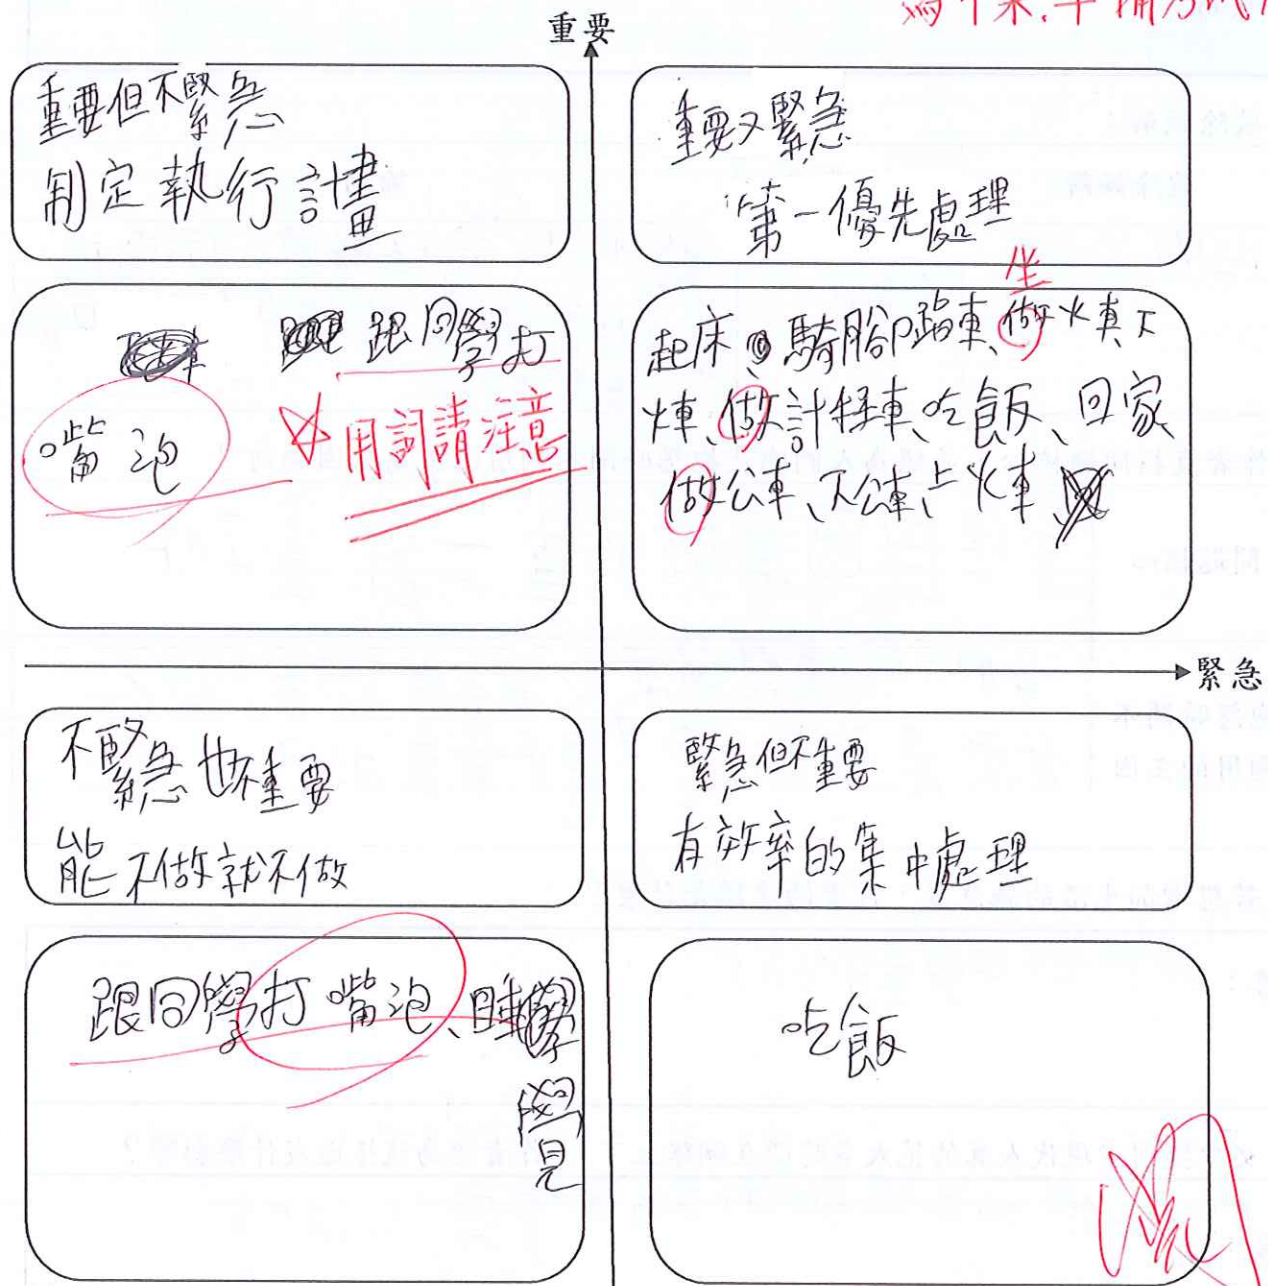 重要
重要但不緊急
制定執行計畫
重要又緊急
第一優先處理
跟同學打
嘴泡
用詞請注意
坐
起床、騎腳踏車、做火車、下
火車、做計程車、吃飯、回家
做公車、下公車、上火車
緊急
不緊急也不重要
能不做就不做
緊急但不重要
有效率的集中處理
跟同學打嘴泡、睡
學
覺
吃飯